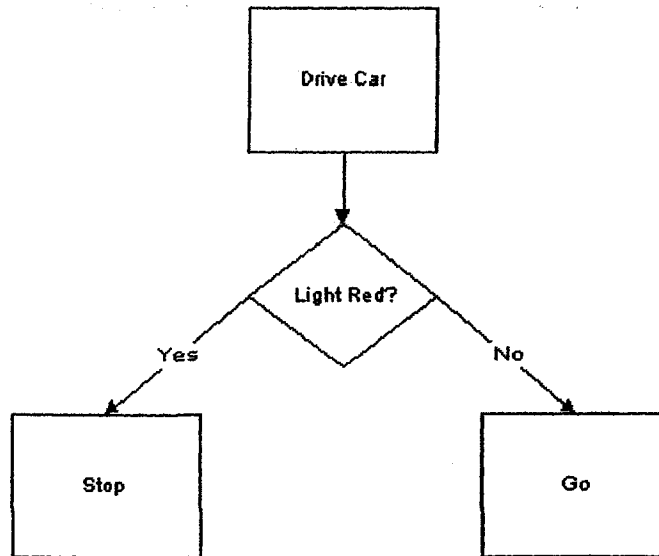 Drive Car
Light Red?
Yes
No
Stop
Go